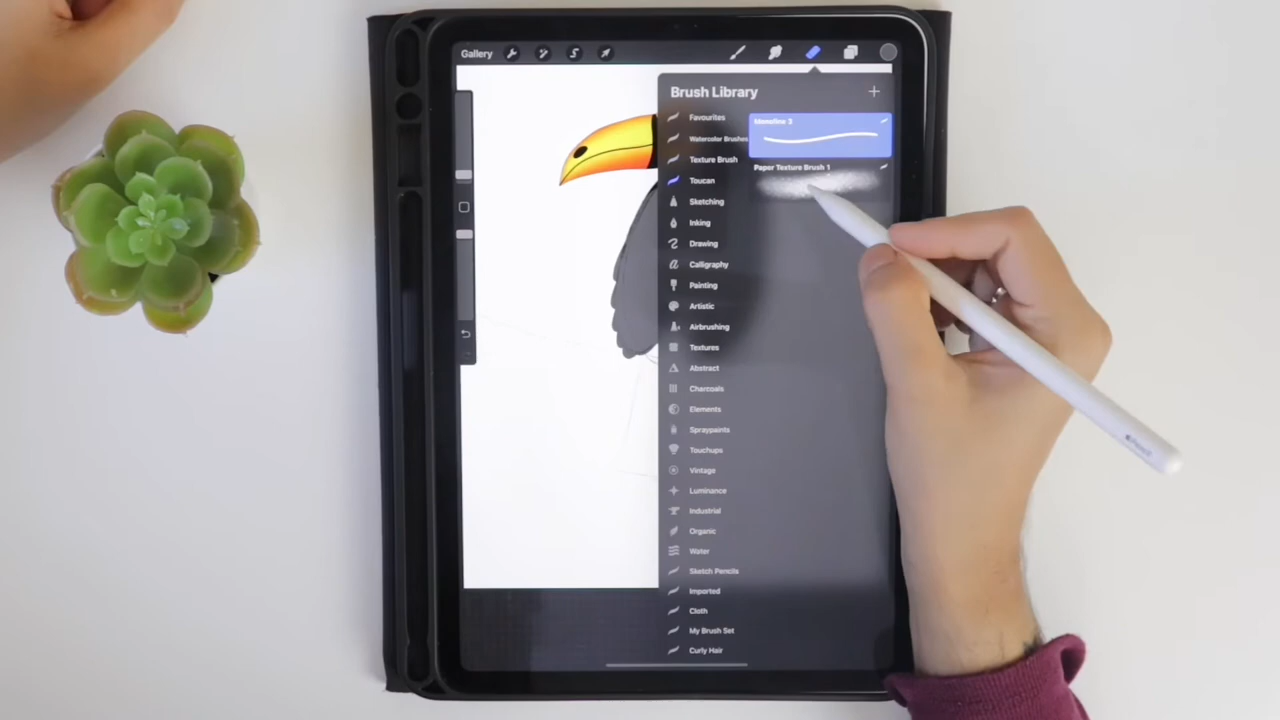 Gallery
Brush Library
Favourites
Watercolor Brushes
Texture Brush
Toucan
Sketching
Inking
Drawing
Calligraphy
Painting
Artistic
Airbrushing
Textures
Abstract
Charcoals
Elements
Spraypaints
Touchups
Vintage
Luminance
Industrial
Organic
Water
Sketch Pencils
Imported
Cloth
My Brush Set
Curly Hair
Monoline 2
Paper Texture Brush 1
Pencil